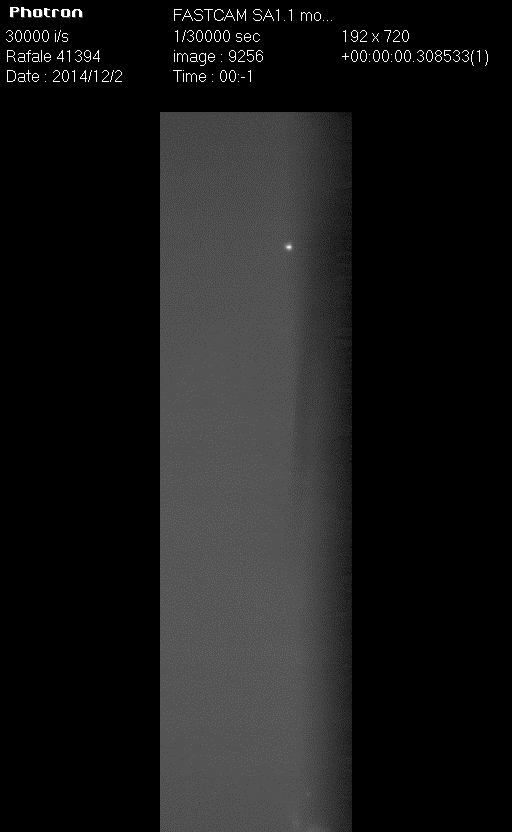 Photron FASTCAM SA1.1 mo...
30000 i/s 1/30000 sec 192 x 720
Rafale 41394 image : 9256 +00:00:00.308533(1)
Date : 2014/12/2 Time : 00:-1